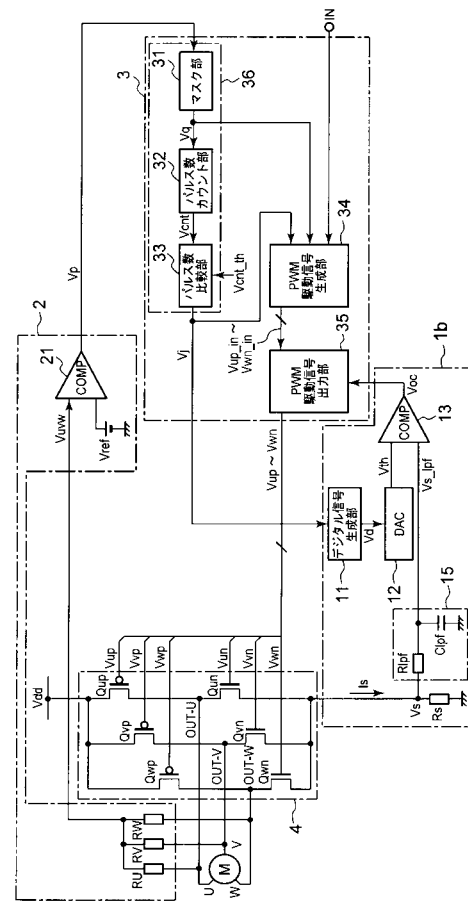 2
3
36
31
マスク部
Vq
32
パルス数
カウント部
Vcnt
33
パルス数
比較部
Vcnt_th
Vj
Vp
21
COMP
Vuvw
Vref
IN
34
PWM
駆動信号
生成部
Vup_in~
Vwn_in
35
PWM
駆動信号
出力部
Vup~Vwn
1b
Voc
COMP
13
Vth
Vs_lpf
デジタル信号
生成部
11
Vd
DAC
12
15
Rlpf
Clpf
Vdd
Qup
Vup
Qvp
Vvp
Qwp
Vwp
OUT-U
OUT-V
OUT-W
Qun
Vun
Qvn
Vvn
Qwn
Vwn
4
Is
Vs
Rs
RU
RV
RW
U
V
W
M